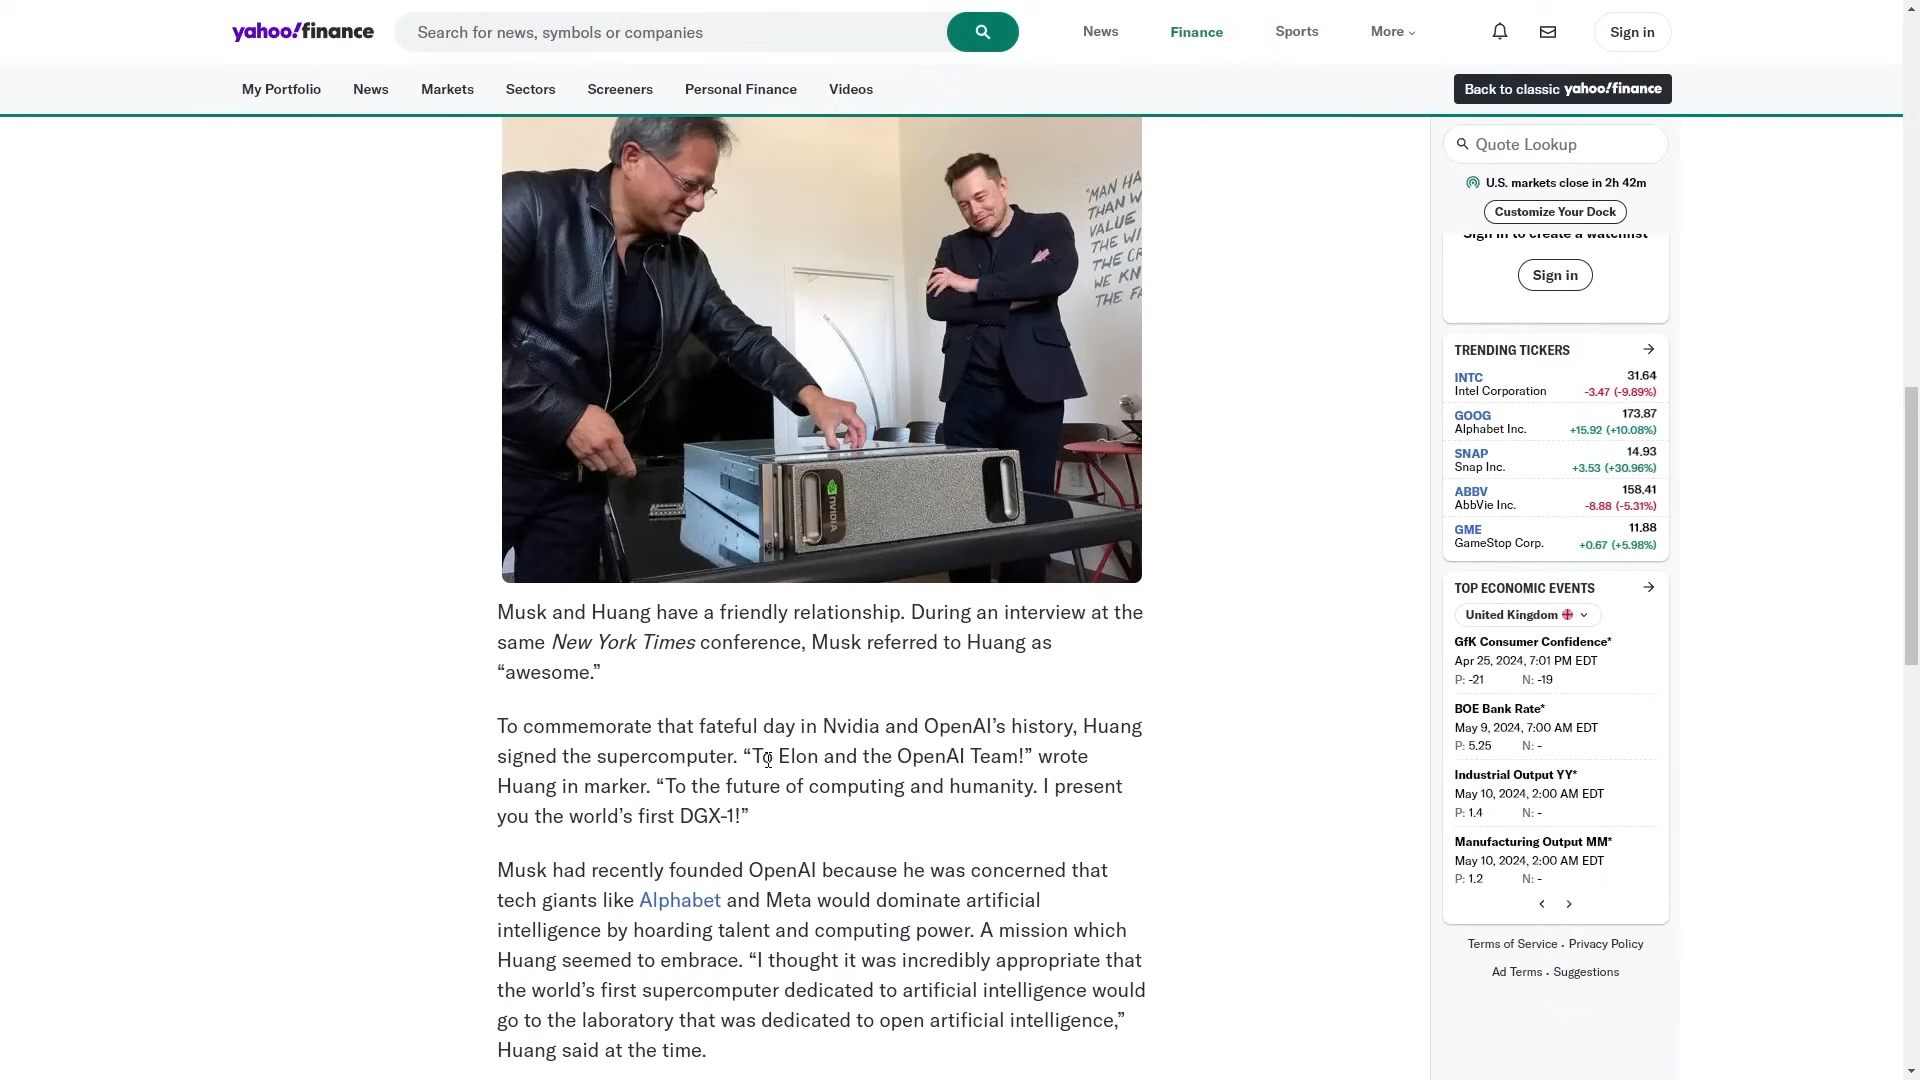 yahoo!finance
Search for news, symbols or companies
News
Finance
Sports
More
Sign in
My Portfolio
News
Markets
Sectors
Screeners
Personal Finance
Videos
Back to classic yahoo!finance
"MAN HA
THAN W
VALUE
THE WI
THE CR
WE KN
THE FA
NVIDIA
Musk and Huang have a friendly relationship. During an interview at the
same New York Times conference, Musk referred to Huang as
“awesome.”
To commemorate that fateful day in Nvidia and OpenAI’s history, Huang
signed the supercomputer. “To Elon and the OpenAI Team!” wrote
Huang in marker. “To the future of computing and humanity. I present
you the world’s first DGX-1!”
Musk had recently founded OpenAI because he was concerned that
tech giants like Alphabet and Meta would dominate artificial
intelligence by hoarding talent and computing power. A mission which
Huang seemed to embrace. “I thought it was incredibly appropriate that
the world’s first supercomputer dedicated to artificial intelligence would
go to the laboratory that was dedicated to open artificial intelligence,”
Huang said at the time.
Quote Lookup
U.S. markets close in 2h 42m
Customize Your Dock
Sign in to create a watchlist
Sign in
TRENDING TICKERS
INTC 31.64
Intel Corporation -3.47 (-9.89%)
GOOG 173.87
Alphabet Inc. +15.92 (+10.08%)
SNAP 14.93
Snap Inc. +3.53 (+30.96%)
ABBV 158.41
AbbVie Inc. -8.88 (-5.31%)
GME 11.88
GameStop Corp. +0.67 (+5.98%)
TOP ECONOMIC EVENTS
United Kingdom
GfK Consumer Confidence*
Apr 25, 2024, 7:01 PM EDT
P: -21 N: -19
BOE Bank Rate*
May 9, 2024, 7:00 AM EDT
P: 5.25 N: -
Industrial Output YY*
May 10, 2024, 2:00 AM EDT
P: 1.4 N: -
Manufacturing Output MM*
May 10, 2024, 2:00 AM EDT
P: 1.2 N: -
Terms of Service • Privacy Policy
Ad Terms • Suggestions